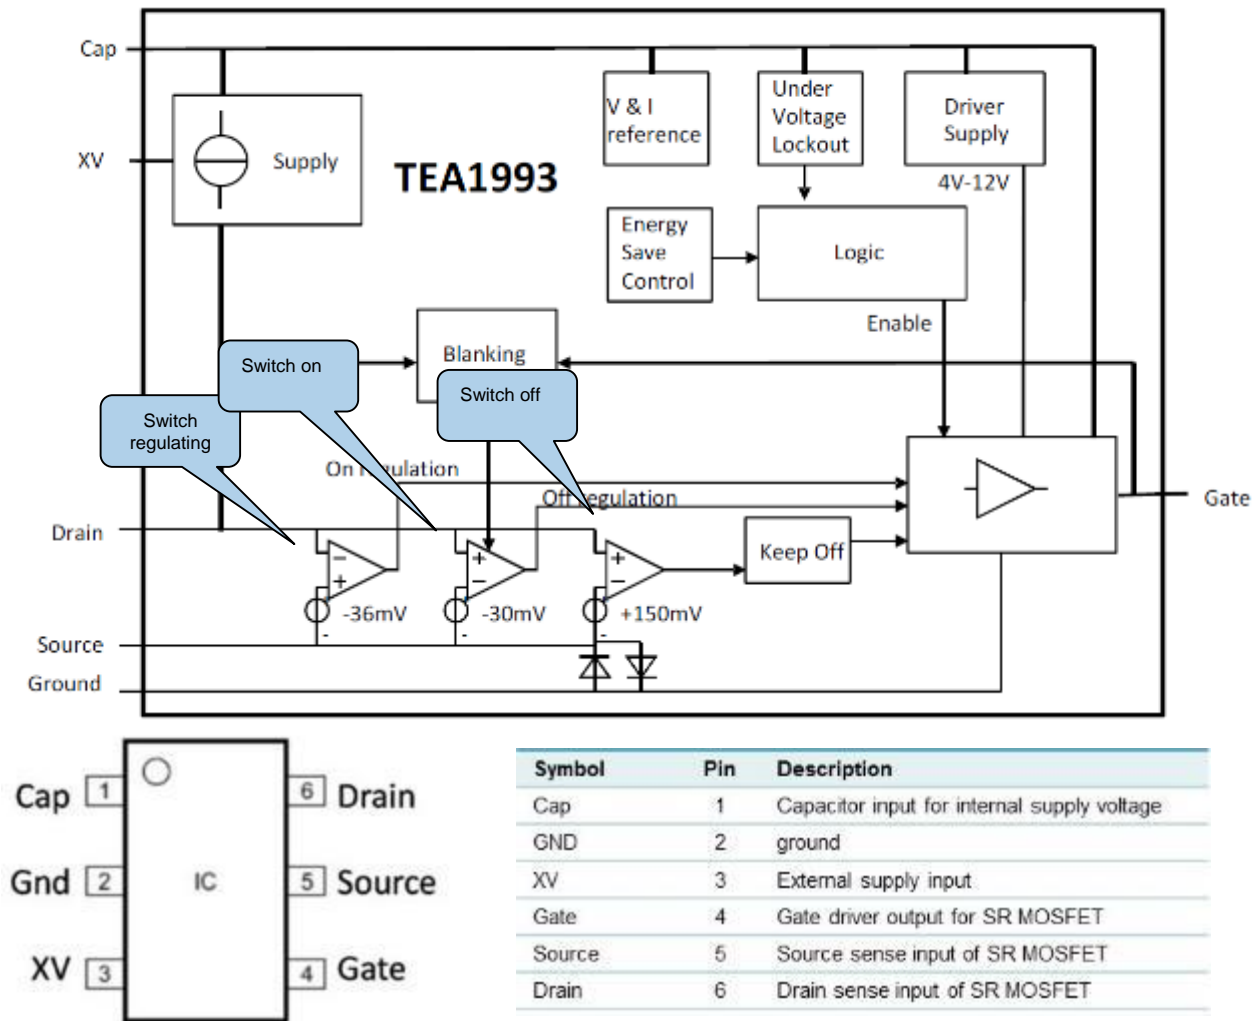 Cap
XV
Supply
TEA1993
V & I
reference
Under
Voltage
Lockout
Driver
Supply
4V-12V
Energy
Save
Control
Logic
Enable
Blanking
Switch on
Switch off
Switch
regulating
On regulation
Off regulation
Gate
Drain
Keep Off
-
+
+
-
+
-
-36mV
-30mV
+150mV
-
-
-
Source
Ground
Cap 1
6 Drain
Gnd 2
IC
5 Source
XV 3
4 Gate
Symbol Pin Description
Cap 1 Capacitor input for internal supply voltage
GND 2 ground
XV 3 External supply input
Gate 4 Gate driver output for SR MOSFET
Source 5 Source sense input of SR MOSFET
Drain 6 Drain sense input of SR MOSFET